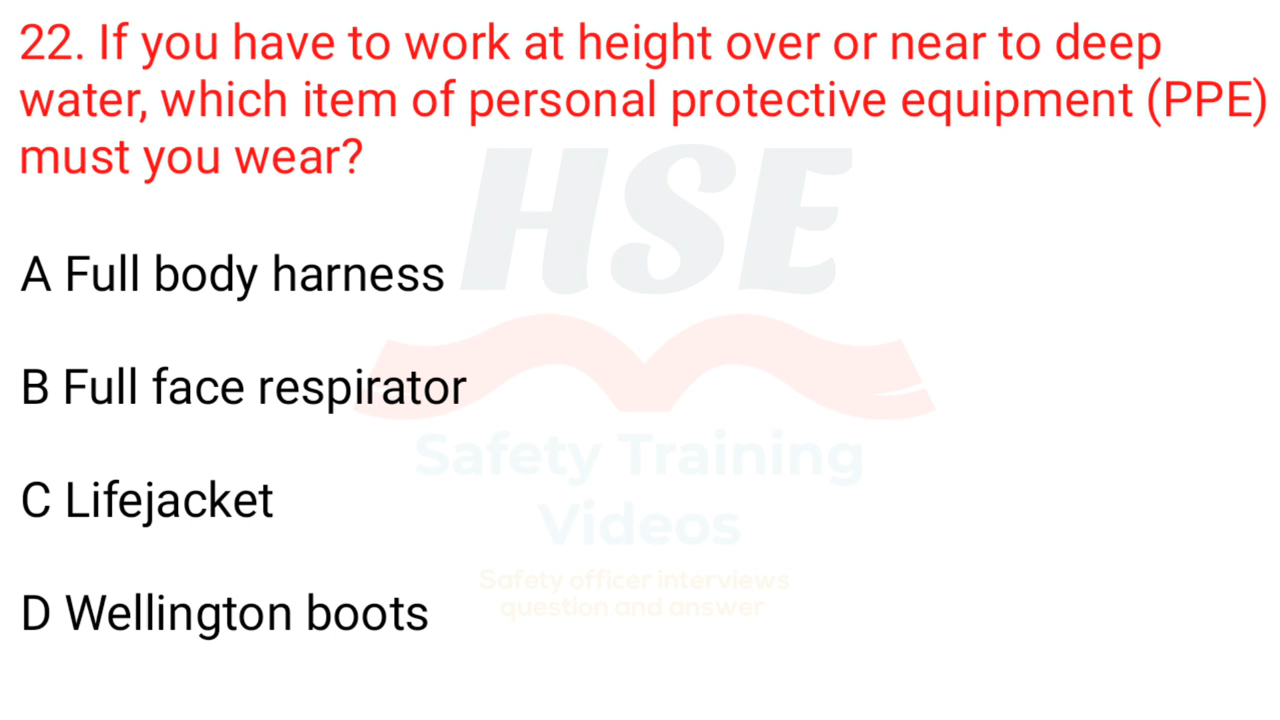 22. If you have to work at height over or near to deep
water, which item of personal protective equipment (PPE)
must you wear?
HSE
A Full body harness
B Full face respirator
Safety Training
C Lifejacket
Videos
Safety officer interviews
question and answer
D Wellington boots